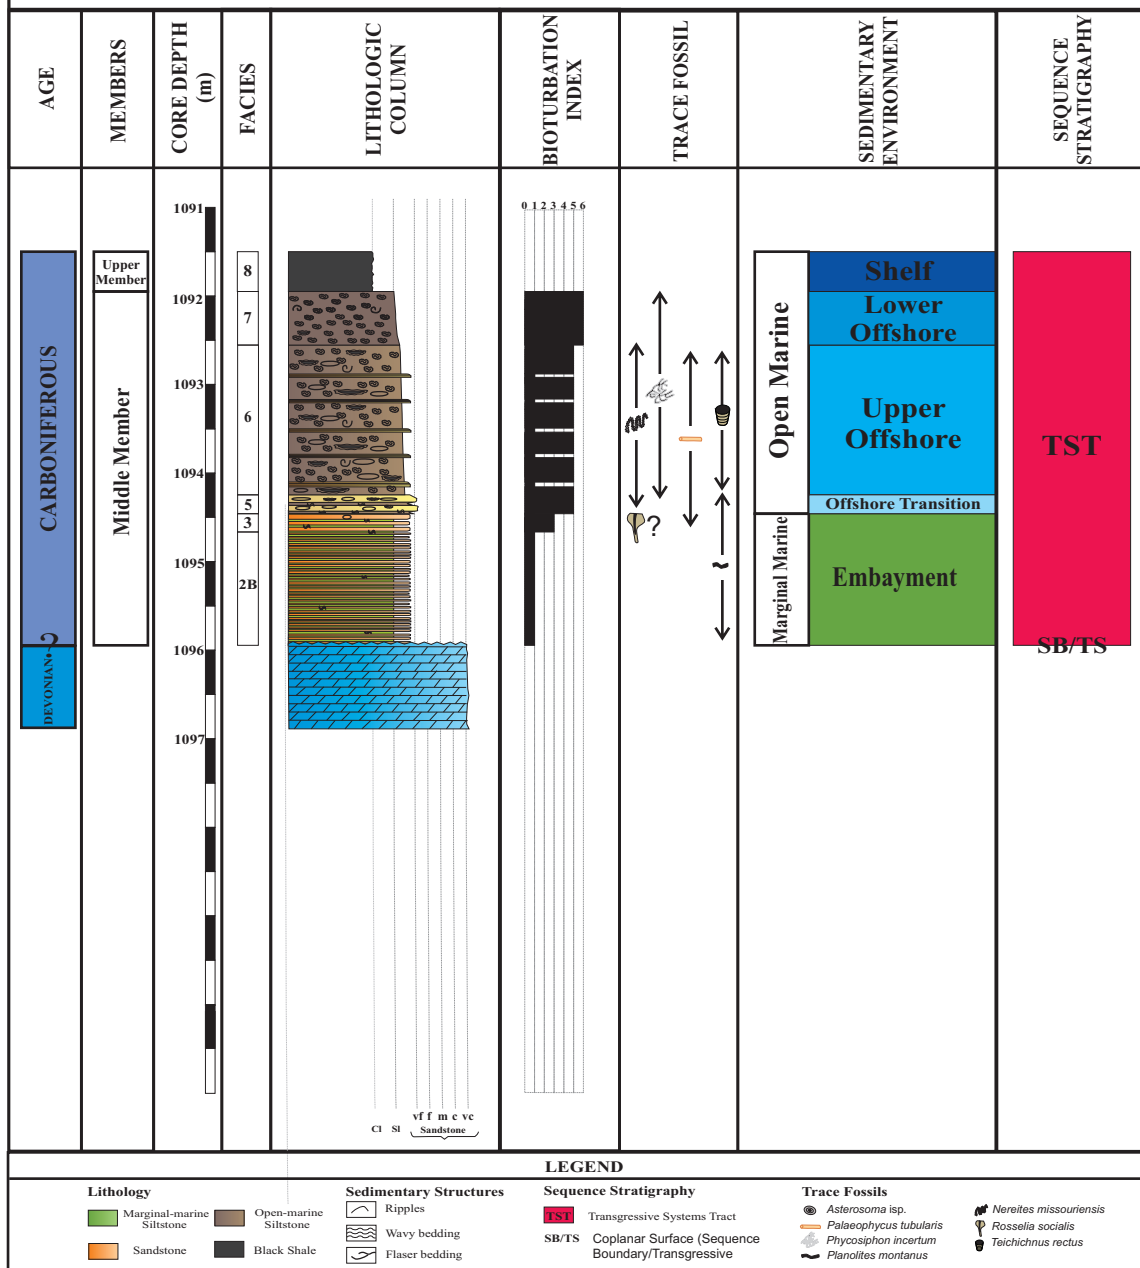 AGE
MEMBERS
CORE DEPTH
(m)
FACIES
LITHOLOGIC
COLUMN
BIOTURBATION
INDEX
TRACE FOSSIL
SEDIMENTARY
ENVIRONMENT
SEQUENCE
STRATIGRAPHY
1091
1092
1093
1094
1095
1096
1097
0 1 2 3 4 5 6
CARBONIFEROUS
?
DEVONIAN
Upper
Member
Middle Member
8
7
6
5
3
2B
?
Open Marine
Marginal Marine
Shelf
Lower
Offshore
Upper
Offshore
Offshore Transition
Embayment
TST
SB/TS
vf f m c vc
Cl Sl Sandstone
LEGEND
Lithology
Marginal-marine
Siltstone
Open-marine
Siltstone
Sandstone
Black Shale
Sedimentary Structures
Ripples
Wavy bedding
Flaser bedding
Sequence Stratigraphy
TST Transgressive Systems Tract
SB/TS Coplanar Surface (Sequence
Boundary/Transgressive
Trace Fossils
Asterosoma isp.
Palaeophycus tubularis
Phycosiphon incertum
Planolites montanus
Nereites missouriensis
Rosselia socialis
Teichichnus rectus